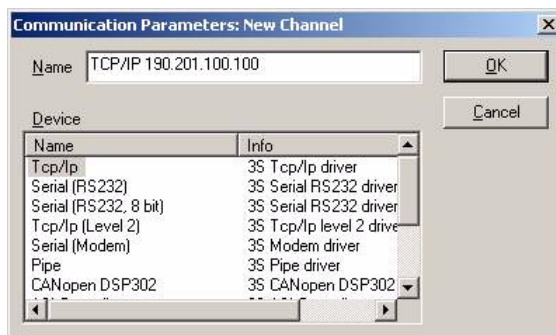 Communication Parameters: New Channel
Name TCP/IP 190.201.100.100 OK
Cancel
Device
Name Info
Tcp/Ip 3S Tcp/Ip driver
Serial (RS232) 3S Serial RS232 driver
Serial (RS232, 8 bit) 3S Serial RS232 driver
Tcp/Ip (Level 2) 3S Tcp/Ip level 2 drive
Serial (Modem) 3S Modem driver
Pipe 3S Pipe driver
CANopen DSP302 3S CANopen DSP302